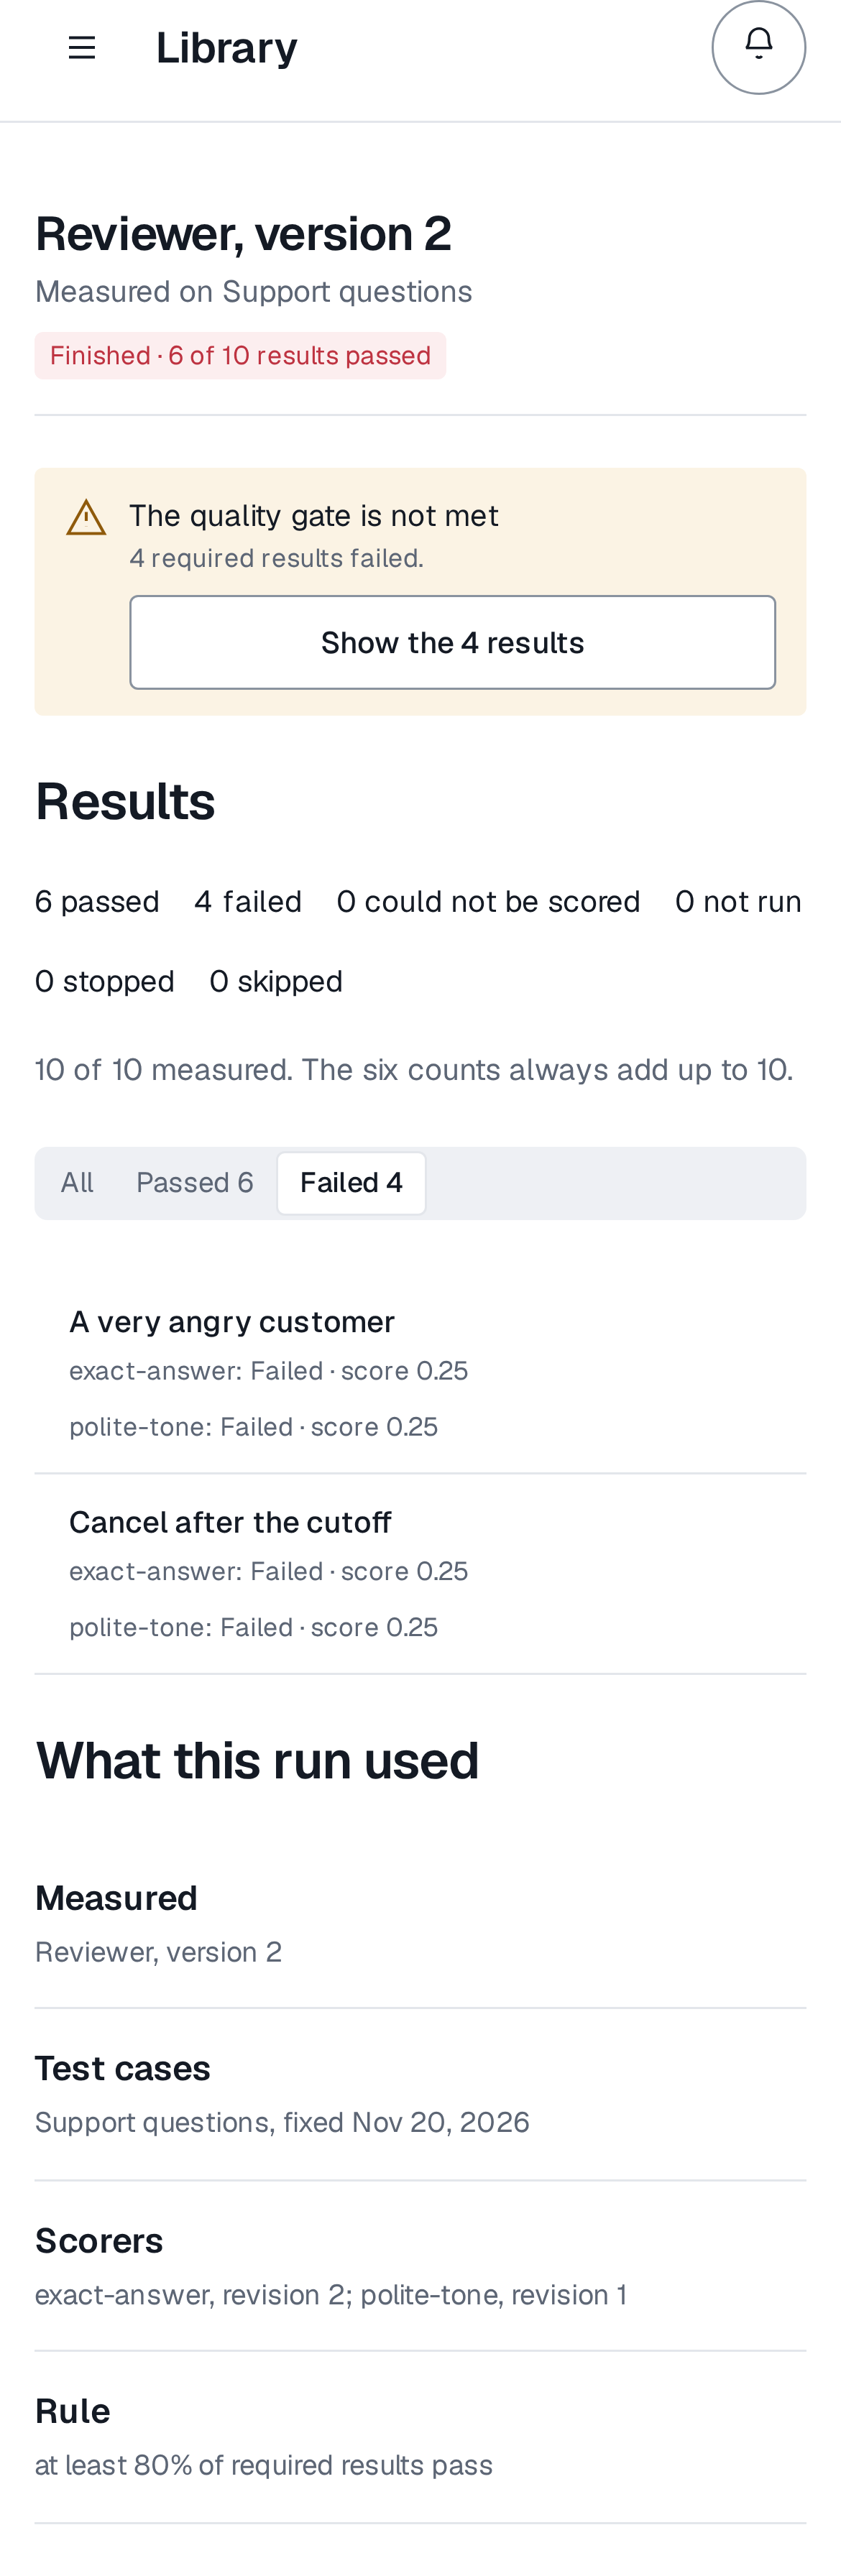 Library
Reviewer, version 2
Measured on Support questions
Finished · 6 of 10 results passed
The quality gate is not met
4 required results failed.
Show the 4 results
Results
6 passed 4 failed 0 could not be scored 0 not run
0 stopped 0 skipped
10 of 10 measured. The six counts always add up to 10.
All Passed 6 Failed 4
A very angry customer
exact-answer: Failed · score 0.25
polite-tone: Failed · score 0.25
Cancel after the cutoff
exact-answer: Failed · score 0.25
polite-tone: Failed · score 0.25
What this run used
Measured
Reviewer, version 2
Test cases
Support questions, fixed Nov 20, 2026
Scorers
exact-answer, revision 2; polite-tone, revision 1
Rule
at least 80% of required results pass